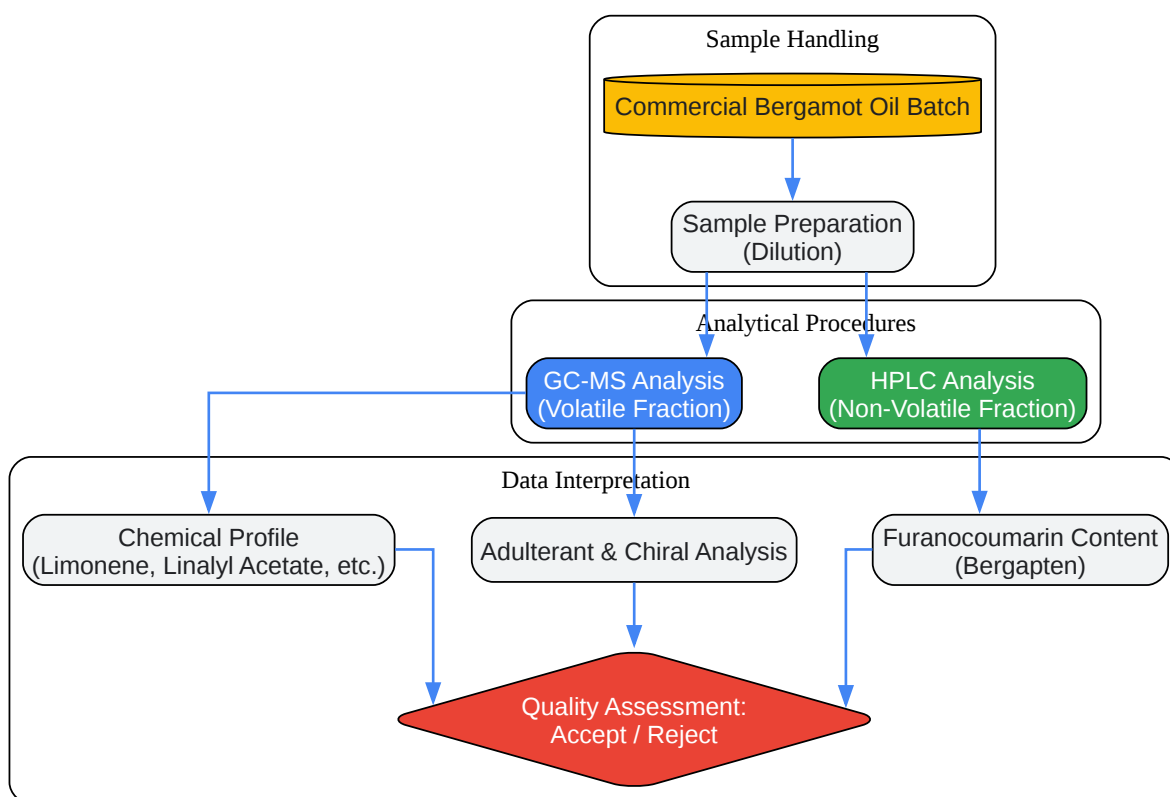 Sample Handling
Commercial Bergamot Oil Batch
Sample Preparation
(Dilution)
Analytical Procedures
GC-MS Analysis
(Volatile Fraction)
HPLC Analysis
(Non-Volatile Fraction)
Data Interpretation
Chemical Profile
(Limonene, Linalyl Acetate, etc.)
Adulterant & Chiral Analysis
Furanocoumarin Content
(Bergapten)
Quality Assessment:
Accept / Reject